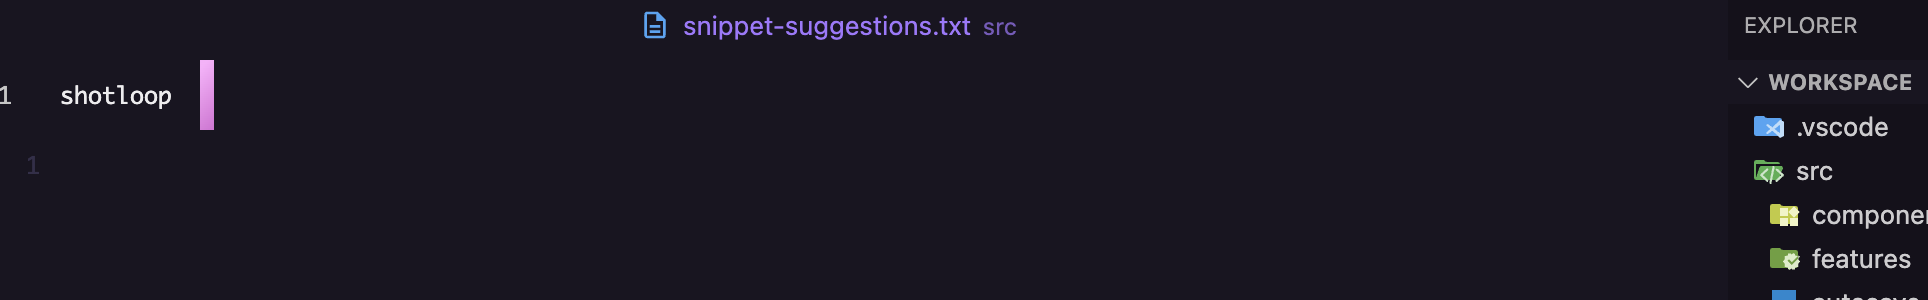 snippet-suggestions.txt src
1 shotloop
1
EXPLORER
WORKSPACE
.vscode
src
features